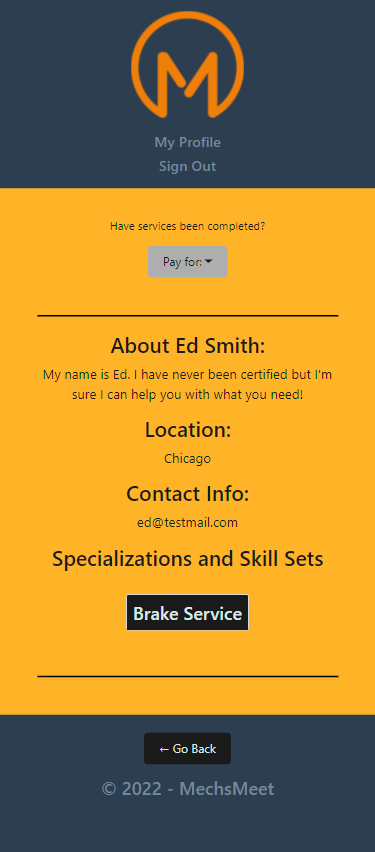 My Profile
Sign Out
Have services been completed?
Pay for:
About Ed Smith:
My name is Ed. I have never been certified but I'm
sure I can help you with what you need!
Location:
Chicago
Contact Info:
ed@testmail.com
Specializations and Skill Sets
Brake Service
← Go Back
© 2022 - MechsMeet